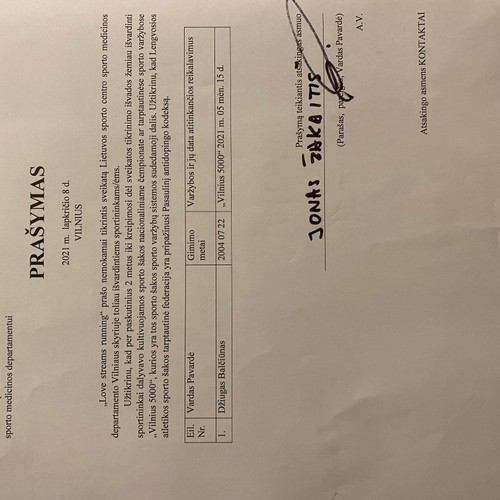 sporto medicinos departamentui
PRAŠYMAS
2021 m. lapkričio 8 d.
VILNIUS
„Love streams running“ prašo nemokamai tikrintis sveikatą Lietuvos sporto centro sporto medicinos
departamento Vilniaus skyriuje toliau išvardintiems sportininkams/ėms.
Užtikrinu, kad per paskutinius 2 metus iki kreipimosi dėl sveikatos tikrinimo išvados žemiau išvardinti
sportininkai dalyvavo kultivuojamos sporto šakos nacionaliniame čempionate ar tarptautinėse sporto varžybose
„Vilnius 5000“, kurios yra tos sporto šakos sporto varžybų sistemos sudedamoji dalis. Užtikrinu, kad Lengvosios
atletikos sporto šakos tarptautinė federacija yra pripažinusi Pasaulinį antidopingo kodeksą.
Eil. Nr. Vardas Pavardė Gimimo metai Varžybos ir jų data atitinkančios reikalavimus
1. Džiugas Balčiūnas 2004 07 22 „Vilnius 5000“ 2021 m. 05 mėn. 15 d.
JONAS ŽAKAITIS
Prašymą teikiantis atsakingas asmuo
(Parašas, Vardas Pavardė)
A.V.
Atsakingo asmens KONTAKTAI